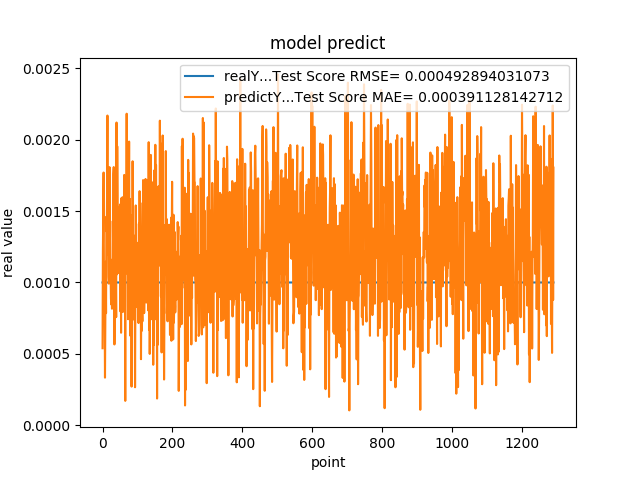 model predict
realY...Test Score RMSE= 0.000492894031073
predictY...Test Score MAE= 0.000391128142712
0.0025
0.0020
0.0015
0.0010
0.0005
0.0000
real value
0 200 400 600 800 1000 1200
point